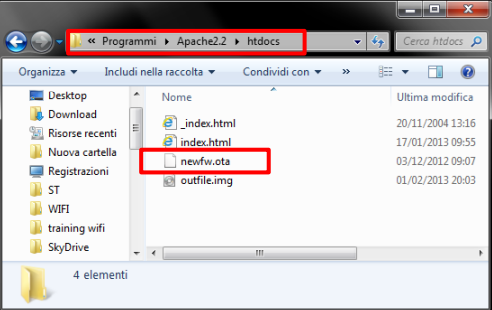 « Programmi ▸ Apache2.2 ▸ htdocs
Cerca htdocs
Organizza Includi nella raccolta Condividi con »
Desktop
Download
Risorse recenti
Nuova cartella
Registrazioni
ST
WIFI
training wifi
SkyDrive
Nome Ultima modifica
_index.html 20/11/2004 13:16
index.html 17/01/2013 09:55
newfw.ota 03/12/2012 09:07
outfile.img 01/02/2013 20:03
4 elementi